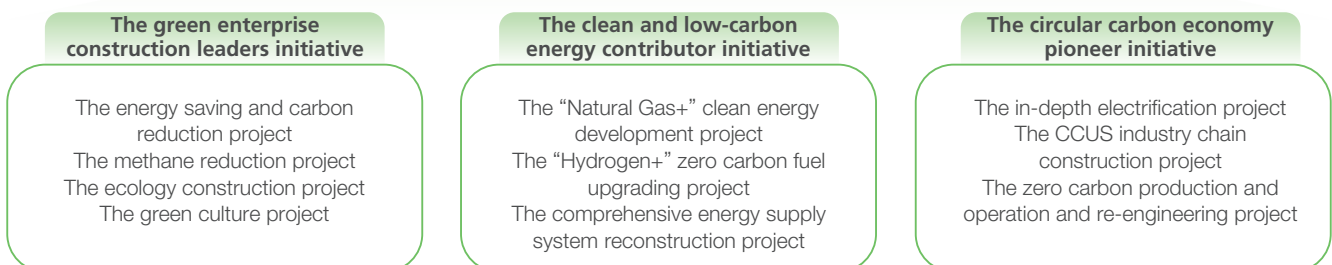 The green enterprise
construction leaders initiative
The energy saving and carbon
reduction project
The methane reduction project
The ecology construction project
The green culture project
The clean and low-carbon
energy contributor initiative
The “Natural Gas+” clean energy
development project
The “Hydrogen+” zero carbon fuel
upgrading project
The comprehensive energy supply
system reconstruction project
The circular carbon economy
pioneer initiative
The in-depth electrification project
The CCUS industry chain
construction project
The zero carbon production and
operation and re-engineering project